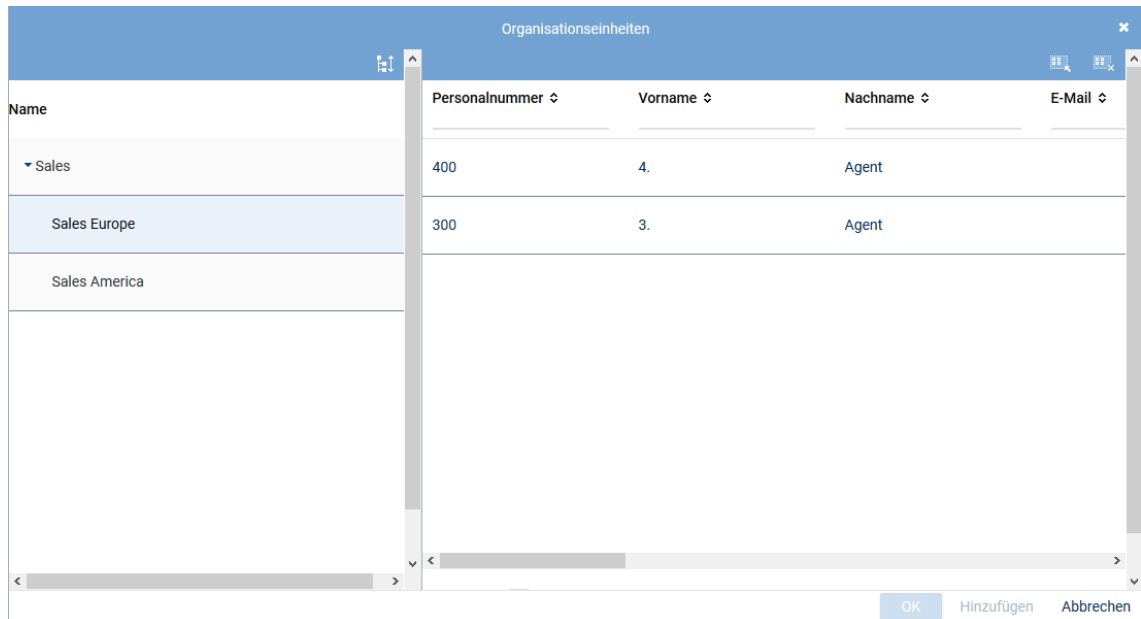 Organisationseinheiten
Name
Sales
Sales Europe
Sales America
Personalnummer Vorname Nachname E-Mail
400 4. Agent
300 3. Agent
OK Hinzufügen Abbrechen